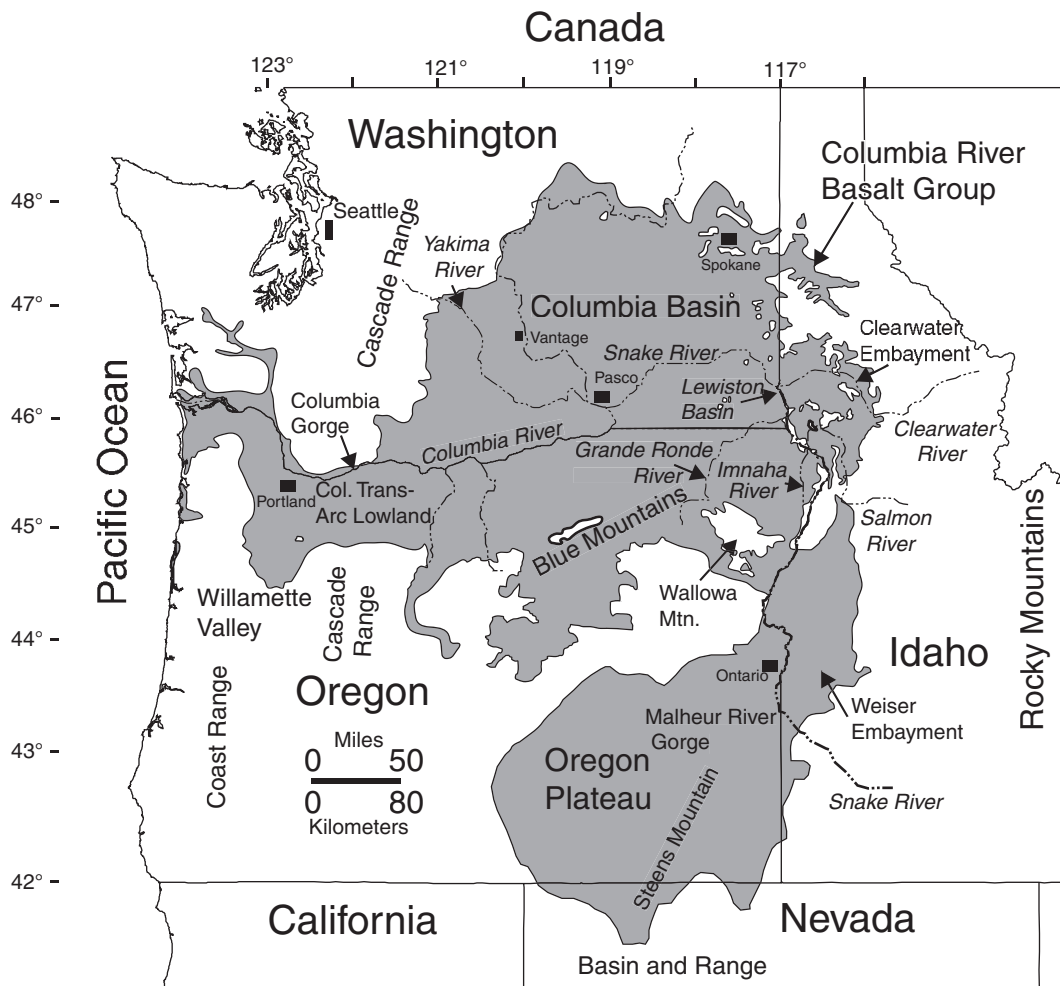 Canada
123°
121°
119°
117°
Washington
Columbia River
Basalt Group
48°
Seattle
Yakima
River
Spokane
Cascade Range
47°
Columbia Basin
Vantage
Clearwater
Embayment
Snake River
Pasco
Lewiston
Basin
46°
Columbia
Gorge
Columbia River
Clearwater
River
Grande Ronde
River
Imnaha
River
Pacific Ocean
Portland
Col. Trans-
Arc Lowland
45°
Blue Mountains
Salmon
River
Rocky Mountains
Willamette
Valley
Cascade
Range
Wallowa
Mtn.
44°
Idaho
Oregon
Ontario
Coast Range
Malheur River
Gorge
Weiser
Embayment
43°
Miles
0 50
0 80
Kilometers
Oregon
Plateau
Snake River
Steens Mountain
42°
California
Nevada
Basin and Range